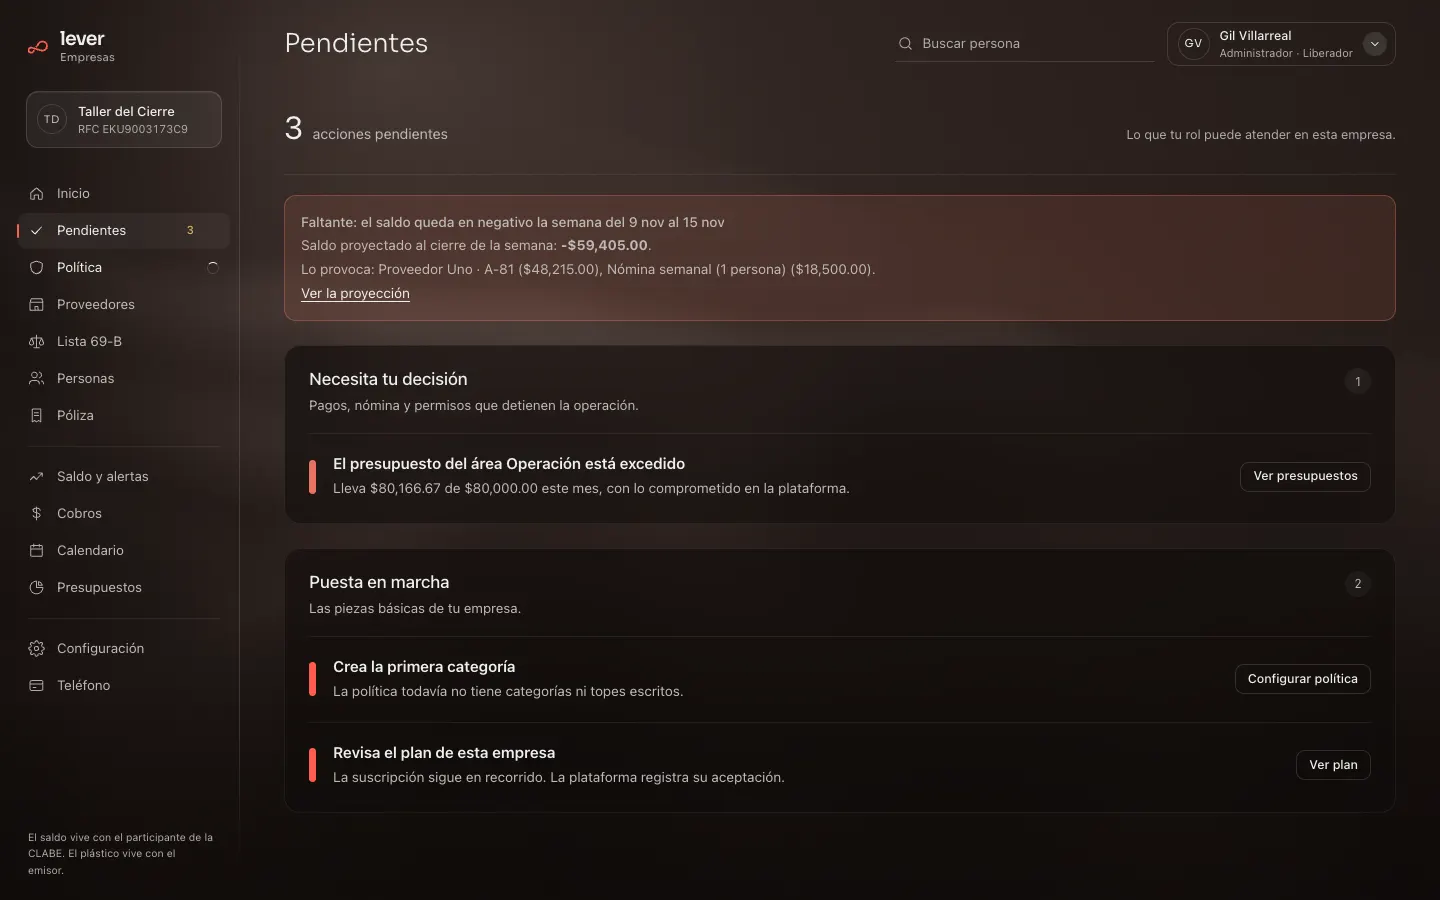 lever
Empresas
TD
Taller del Cierre
RFC EKU9003173C9
Inicio
Pendientes
3
Política
Proveedores
Lista 69-B
Personas
Póliza
Saldo y alertas
Cobros
Calendario
Presupuestos
Configuración
Teléfono
El saldo vive con el participante de la
CLABE. El plástico vive con el
emisor.
Pendientes
Buscar persona
GV
Gil Villarreal
Administrador · Liberador
3 acciones pendientes
Lo que tu rol puede atender en esta empresa.
Faltante: el saldo queda en negativo la semana del 9 nov al 15 nov
Saldo proyectado al cierre de la semana: -$59,405.00.
Lo provoca: Proveedor Uno · A-81 ($48,215.00), Nómina semanal (1 persona) ($18,500.00).
Ver la proyección
Necesita tu decisión
1
Pagos, nómina y permisos que detienen la operación.
El presupuesto del área Operación está excedido
Lleva $80,166.67 de $80,000.00 este mes, con lo comprometido en la plataforma.
Ver presupuestos
Puesta en marcha
2
Las piezas básicas de tu empresa.
Crea la primera categoría
La política todavía no tiene categorías ni topes escritos.
Configurar política
Revisa el plan de esta empresa
La suscripción sigue en recorrido. La plataforma registra su aceptación.
Ver plan